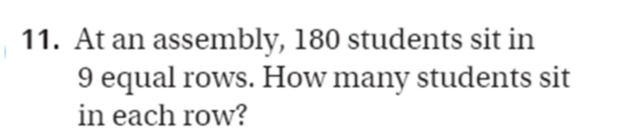 11. At an assembly, 180 students sit in
9 equal rows. How many students sit
in each row?